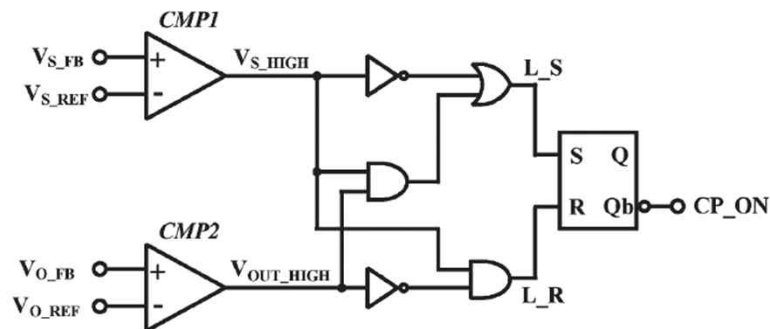 CMP1
V_S_FB
+
V_S_HIGH
L_S
V_S_REF
-
S
Q
R
Qb
CP_ON
CMP2
V_O_FB
+
V_OUT_HIGH
V_O_REF
-
L_R